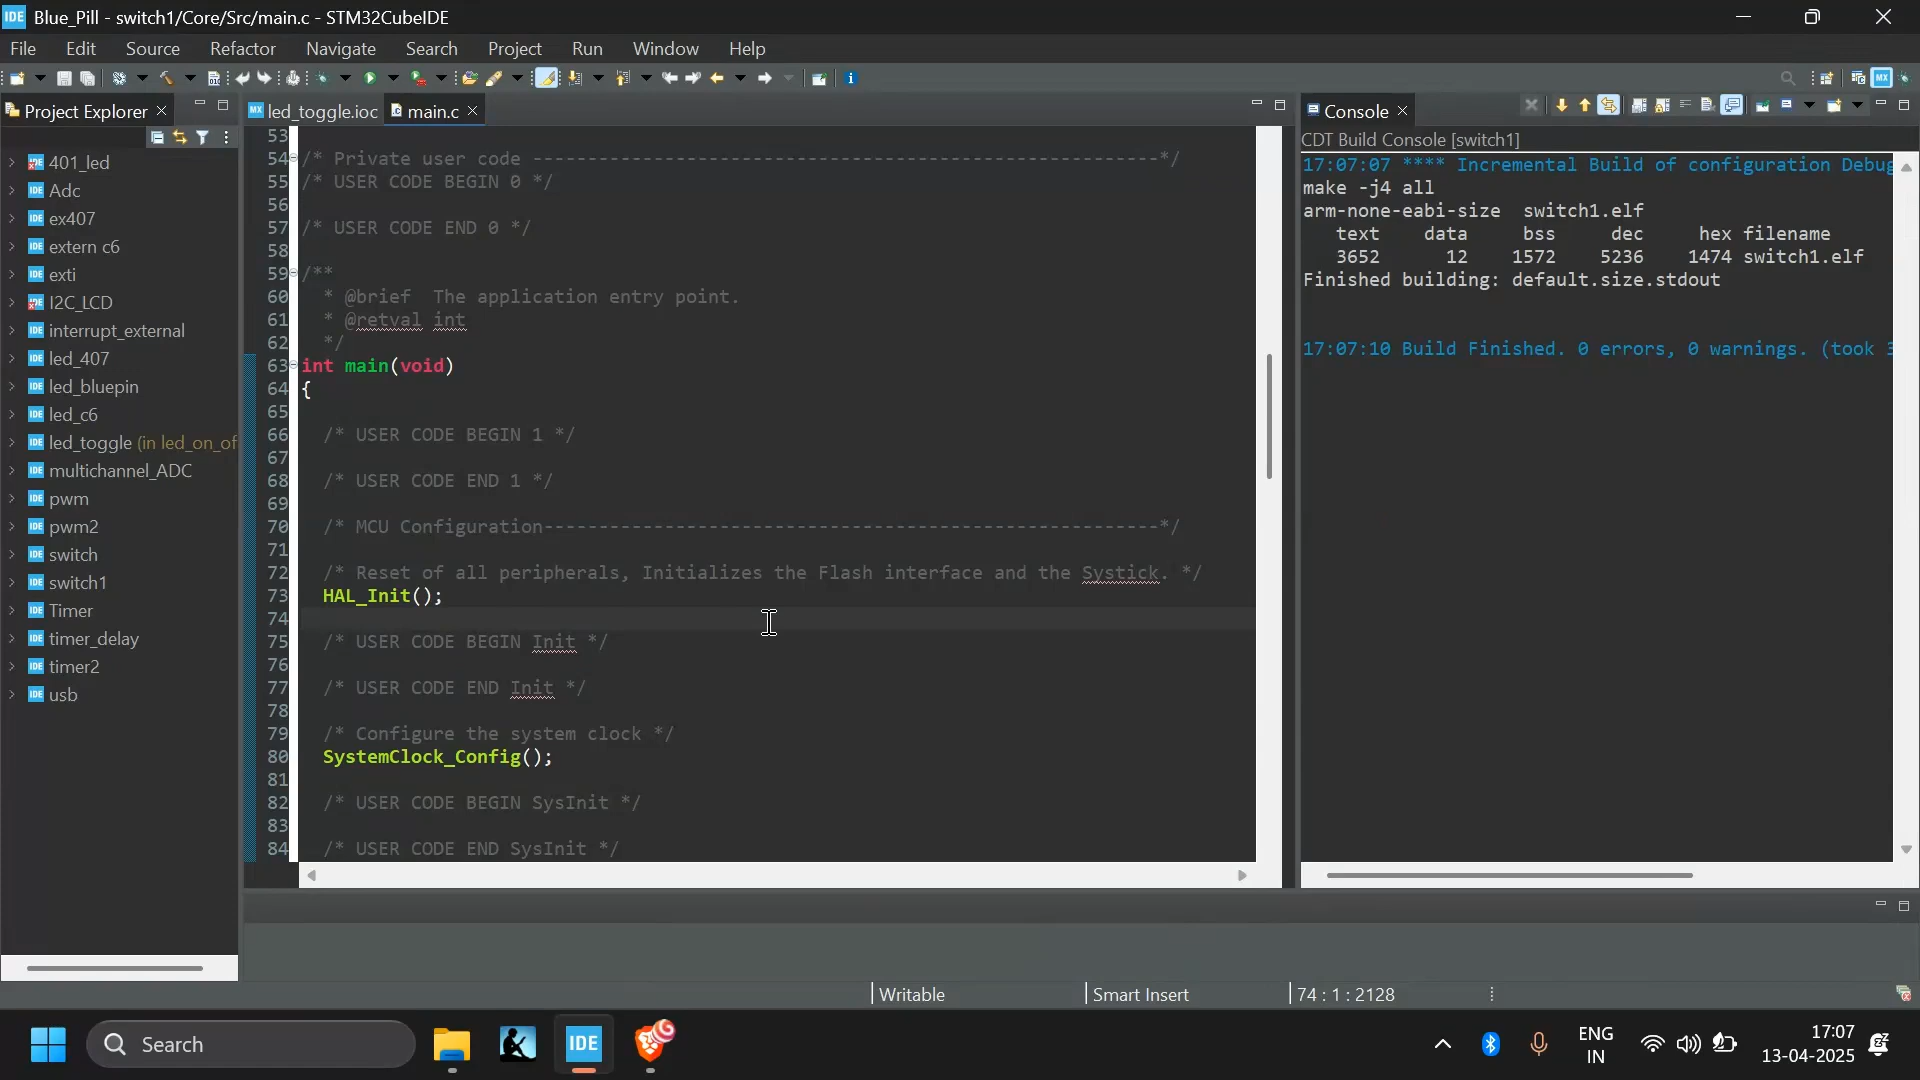 IDE Blue_Pill - switch1/Core/Src/main.c - STM32CubeIDE
File Edit Source Refactor Navigate Search Project Run Window Help
Project Explorer
401_led
Adc
ex407
extern c6
exti
I2C_LCD
interrupt_external
led_407
led_bluepin
led_c6
led_toggle (in led_on_of
multichannel_ADC
pwm
pwm2
switch
switch1
Timer
timer_delay
timer2
usb
MX led_toggle.ioc main.c
53
54 /* Private user code ---------------------------------------------------------*/
55 /* USER CODE BEGIN 0 */
56
57 /* USER CODE END 0 */
58
59 /**
60 * @brief  The application entry point.
61 * @retval int
62 */
63 int main(void)
64 {
65
66 /* USER CODE BEGIN 1 */
67
68 /* USER CODE END 1 */
69
70 /* MCU Configuration--------------------------------------------------------*/
71
72 /* Reset of all peripherals, Initializes the Flash interface and the Systick. */
73 HAL_Init();
74
75 /* USER CODE BEGIN Init */
76
77 /* USER CODE END Init */
78
79 /* Configure the system clock */
80 SystemClock_Config();
81
82 /* USER CODE BEGIN SysInit */
83
84 /* USER CODE END SysInit */
Console
CDT Build Console [switch1]
17:07:07 **** Incremental Build of configuration Debug
make -j4 all
arm-none-eabi-size switch1.elf
text data bss dec hex filename
3652 12 1572 5236 1474 switch1.elf
Finished building: default.size.stdout
17:07:10 Build Finished. 0 errors, 0 warnings. (took 3
Writable Smart Insert 74 : 1 : 2128
Search
IDE
ENG
IN
17:07
13-04-2025